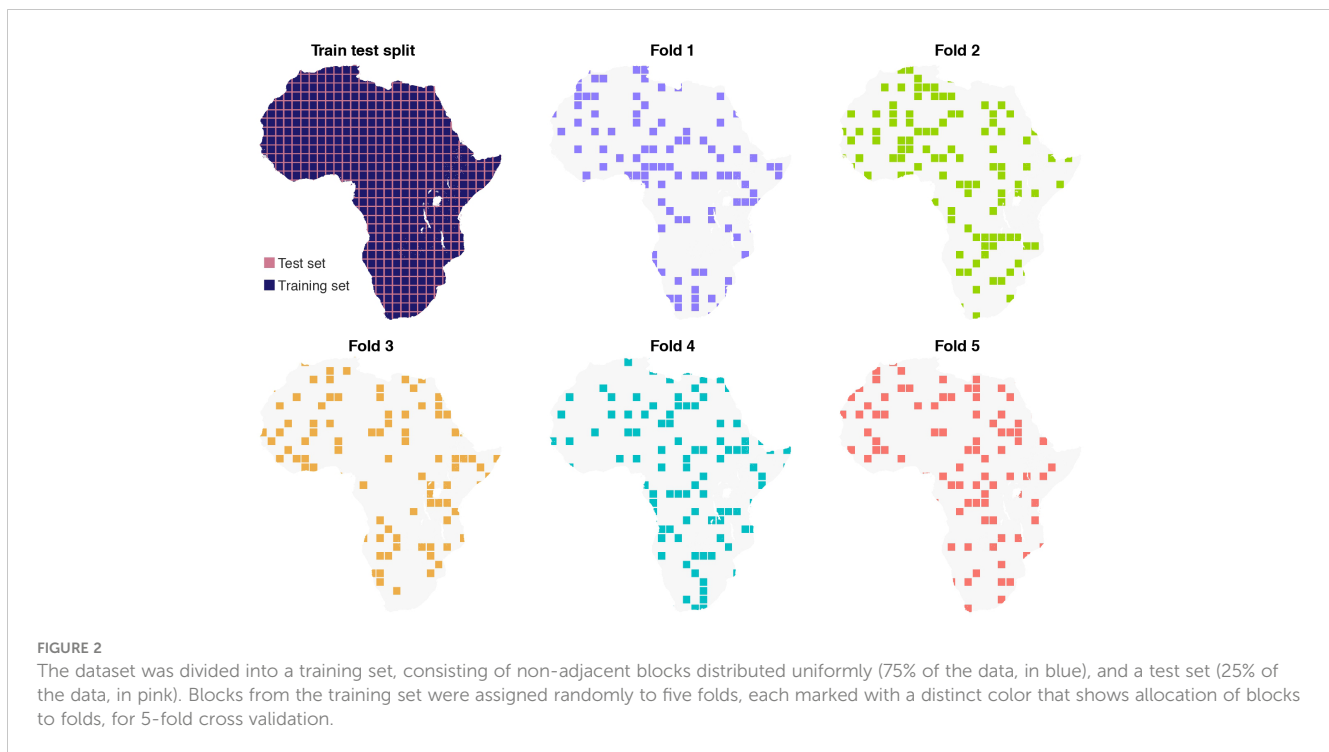 Train test split
Fold 1
Fold 2
Test set
Training set
Fold 3
Fold 4
Fold 5
FIGURE 2
The dataset was divided into a training set, consisting of non-adjacent blocks distributed uniformly (75% of the data, in blue), and a test set (25% of
the data, in pink). Blocks from the training set were assigned randomly to five folds, each marked with a distinct color that shows allocation of blocks
to folds, for 5-fold cross validation.